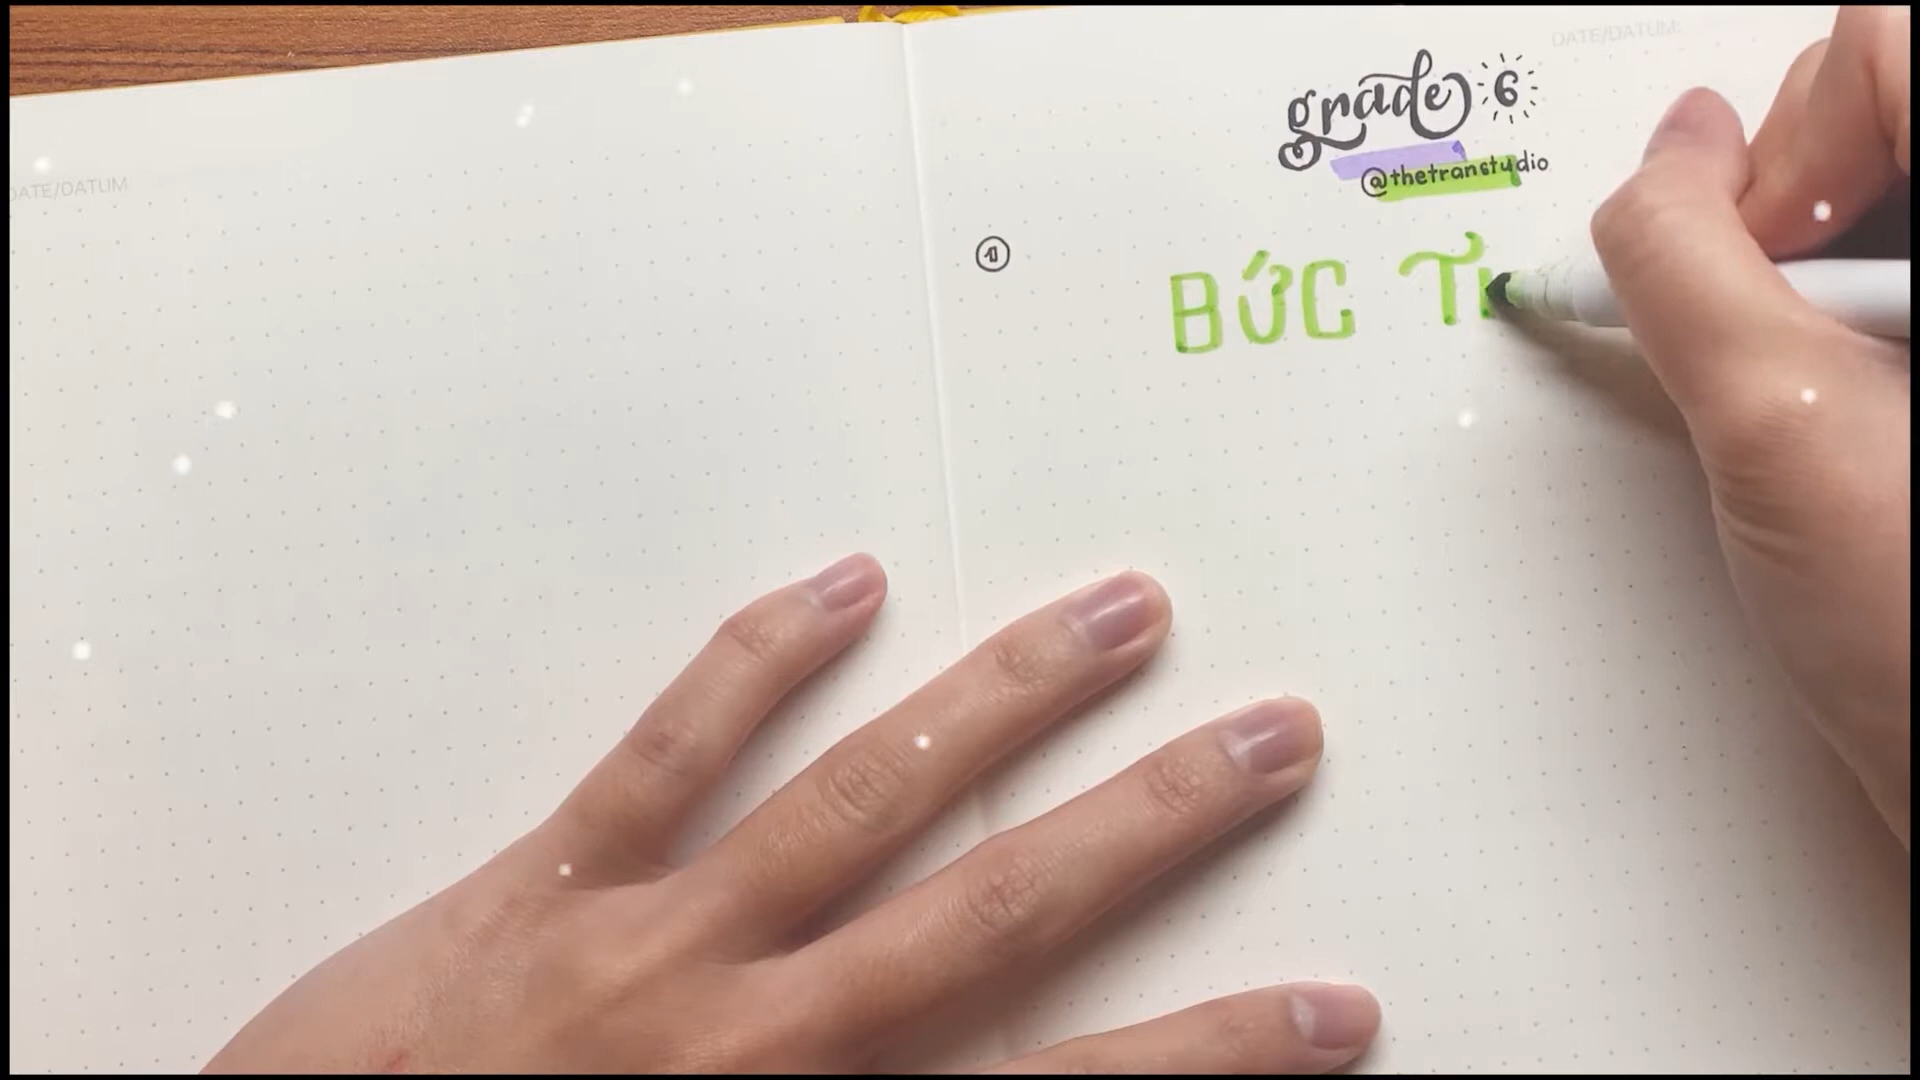 DATE/DATUM:
grade 6
@thetranstudio
DATE/DATUM
①
BỨC